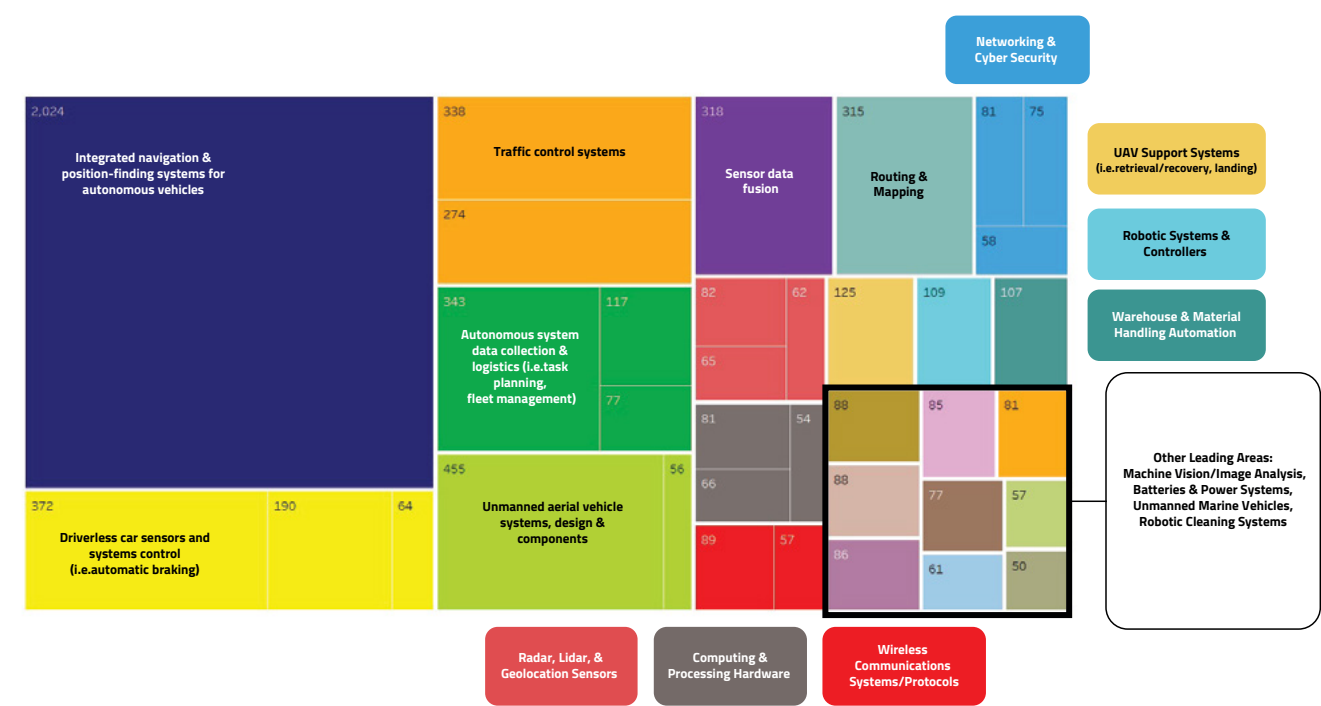 Networking &
Cyber Security
2,024
Integrated navigation &
position-finding systems for
autonomous vehicles
338
Traffic control systems
274
318
Sensor data
fusion
315
Routing &
Mapping
81
75
58
UAV Support Systems
(i.e.retrieval/recovery, landing)
Robotic Systems &
Controllers
Warehouse & Material
Handling Automation
343
Autonomous system
data collection &
logistics (i.e.task
planning,
fleet management)
117
77
82
62
65
125
109
107
81
54
66
455
Unmanned aerial vehicle
systems, design &
components
56
372
Driverless car sensors and
systems control
(i.e.automatic braking)
190
64
89
57
88
85
81
88
77
57
86
61
50
Other Leading Areas:
Machine Vision/Image Analysis,
Batteries & Power Systems,
Unmanned Marine Vehicles,
Robotic Cleaning Systems
Radar, Lidar, &
Geolocation Sensors
Computing &
Processing Hardware
Wireless
Communications
Systems/Protocols